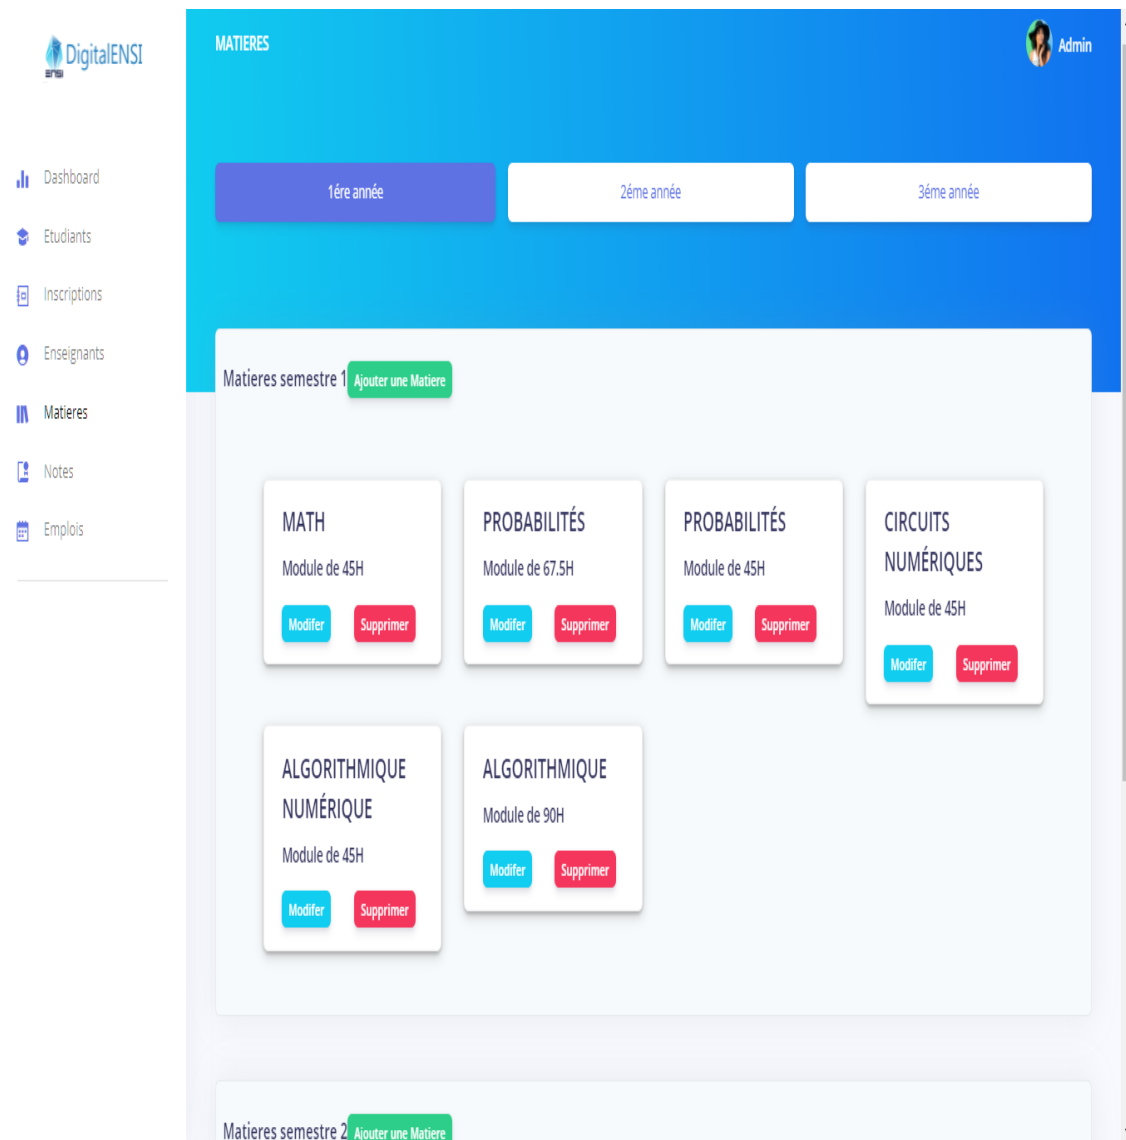 DigitalENSI
ENSI
MATIERES
Admin
Dashboard
Etudiants
Inscriptions
Enseignants
Matieres
Notes
Emplois
1ére année
2éme année
3éme année
Matieres semestre 1
Ajouter une Matiere
MATH
Module de 45H
Modifer
Supprimer
PROBABILITÉS
Module de 67.5H
Modifer
Supprimer
PROBABILITÉS
Module de 45H
Modifer
Supprimer
CIRCUITS
NUMÉRIQUES
Module de 45H
Modifer
Supprimer
ALGORITHMIQUE
NUMÉRIQUE
Module de 45H
Modifer
Supprimer
ALGORITHMIQUE
Module de 90H
Modifer
Supprimer
Matieres semestre 2
Ajouter une Matiere